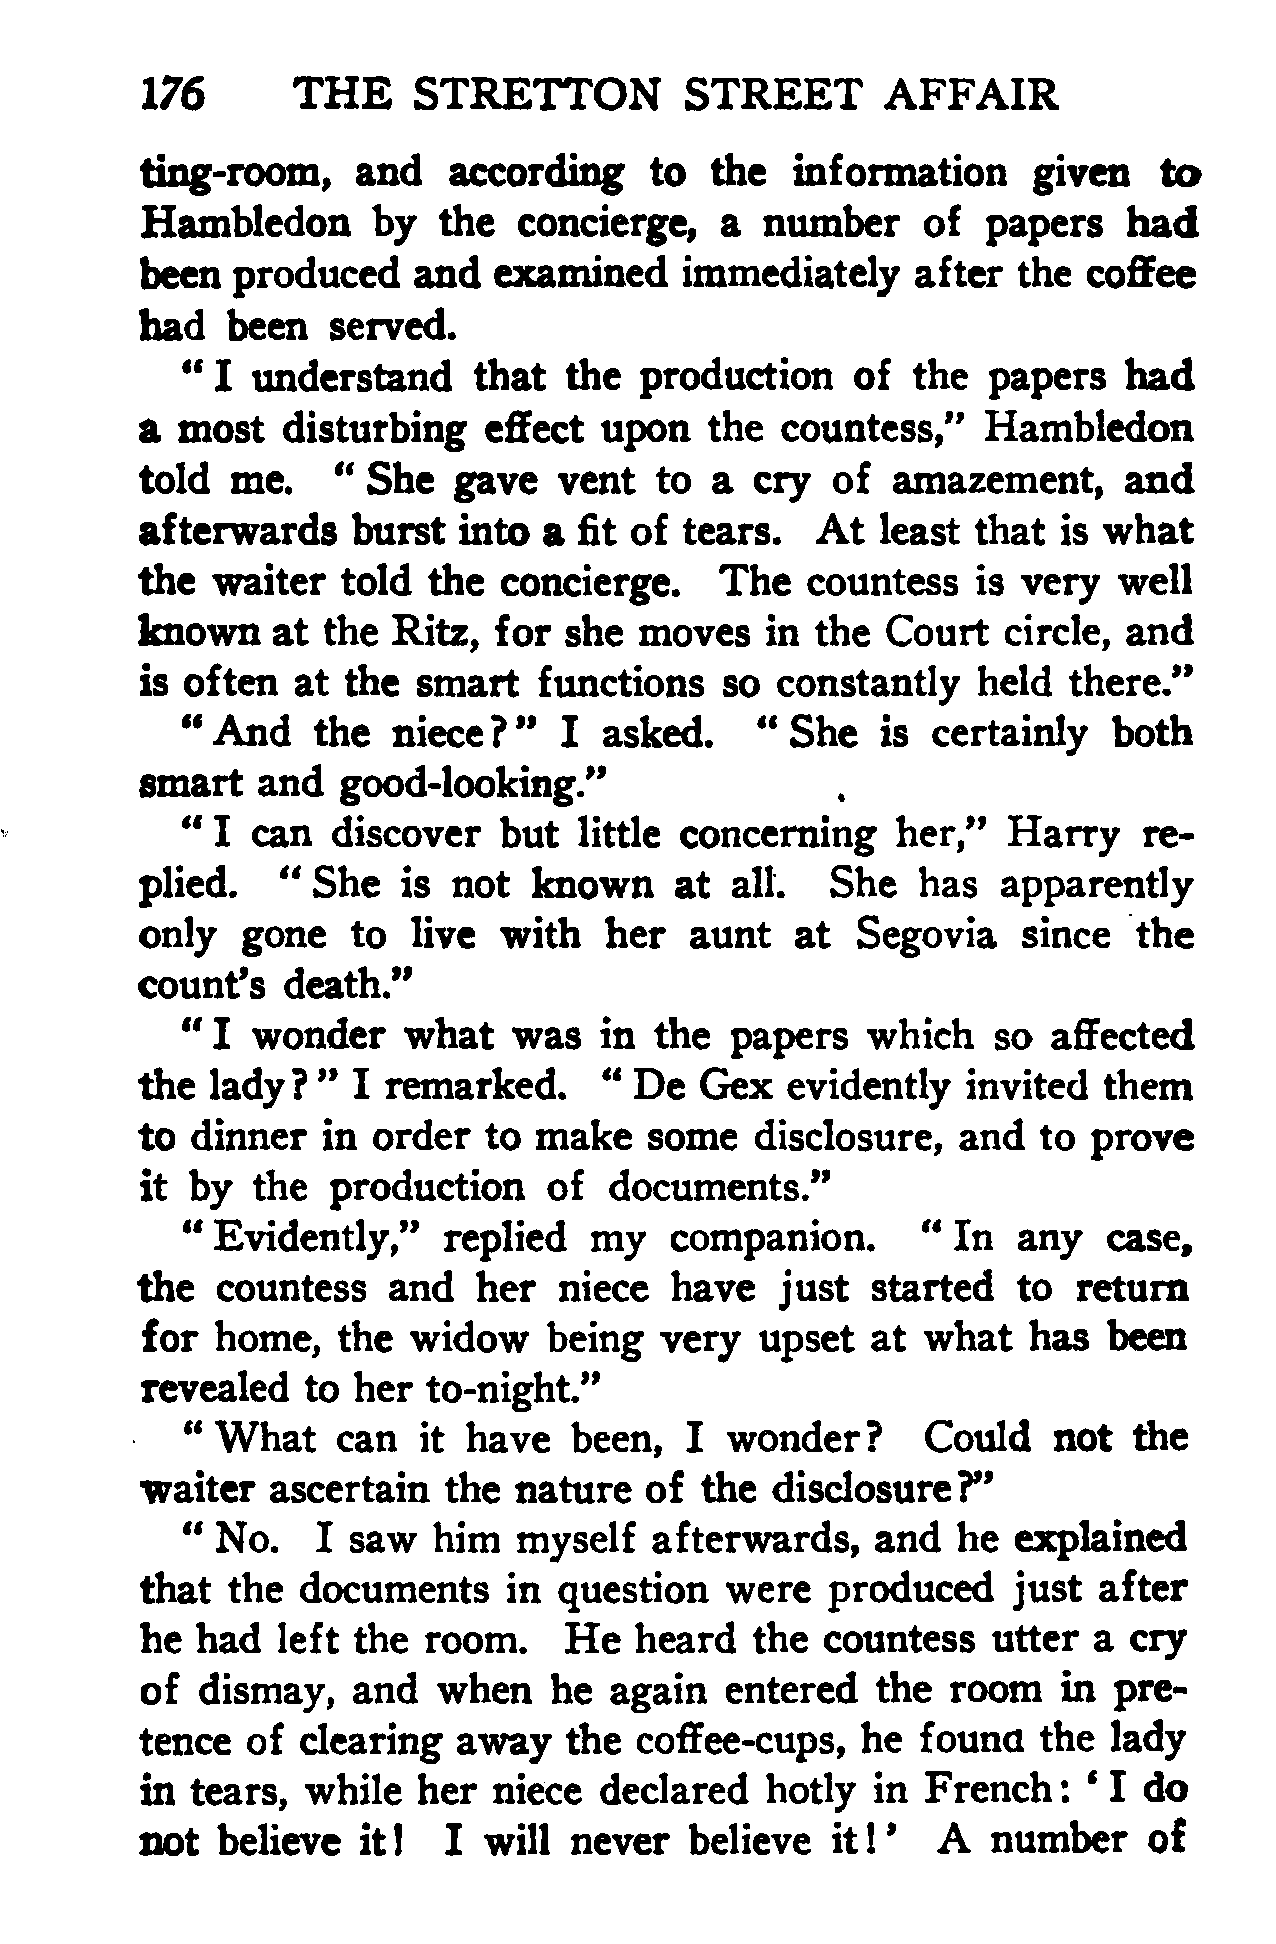 176 THE STRETTON STREET AFFAIR
ting-room, and according to the information given to
Hambledon by the concierge, a number of papers had
been produced and examined immediately after the coffee
had been served.
“ I understand that the production of the papers had
a most disturbing effect upon the countess,” Hambledon
told me. “ She gave vent to a cry of amazement, and
afterwards burst into a fit of tears. At least that is what
the waiter told the concierge. The countess is very well
known at the Ritz, for she moves in the Court circle, and
is often at the smart functions so constantly held there.”
“ And the niece? ” I asked. “ She is certainly both
smart and good-looking.”
“ I can discover but little concerning her,” Harry re-
plied. “ She is not known at all. She has apparently
only gone to live with her aunt at Segovia since the
count’s death.”
“ I wonder what was in the papers which so affected
the lady? ” I remarked. “ De Gex evidently invited them
to dinner in order to make some disclosure, and to prove
it by the production of documents.”
“ Evidently,” replied my companion. “ In any case,
the countess and her niece have just started to return
for home, the widow being very upset at what has been
revealed to her to-night.”
“ What can it have been, I wonder? Could not the
waiter ascertain the nature of the disclosure?”
“ No. I saw him myself afterwards, and he explained
that the documents in question were produced just after
he had left the room. He heard the countess utter a cry
of dismay, and when he again entered the room in pre-
tence of clearing away the coffee-cups, he found the lady
in tears, while her niece declared hotly in French: ‘ I do
not believe it! I will never believe it! ’ A number of